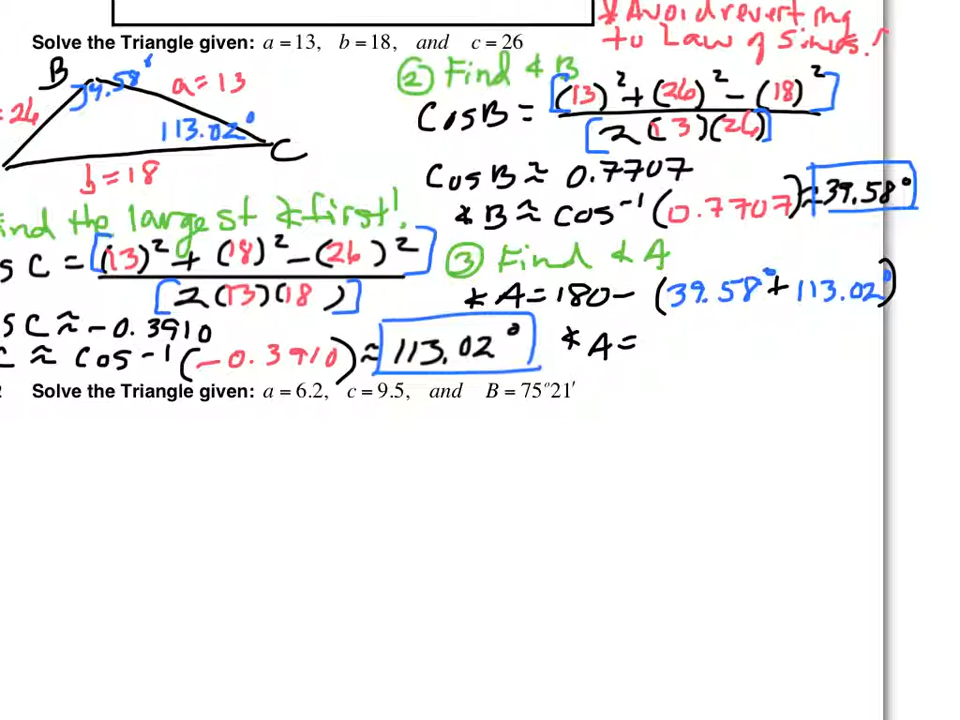 * Avoid reverting
to Law of Sines.
Solve the Triangle given: a = 13, b = 18, and c = 26
B 39.58° a = 13
= 26
113.02°
C
b = 18
② Find ∡ B
Cos B = [(13)² + (26)² − (18)²] / [2(13)(26)]
Cos B ≈ 0.7707
∡ B ≈ cos⁻¹(0.7707) ≈ 39.58°
ind the largest ∡ first!
s C = [(13)² + (18)² − (26)²] / [2(13)(18)]
s C ≈ −0.3910
C ≈ cos⁻¹(−0.3910) ≈ 113.02°
③ Find ∡ A
∡ A = 180 − (39.58° + 113.02°)
∡ A =
2 Solve the Triangle given: a = 6.2, c = 9.5, and B = 75°21′